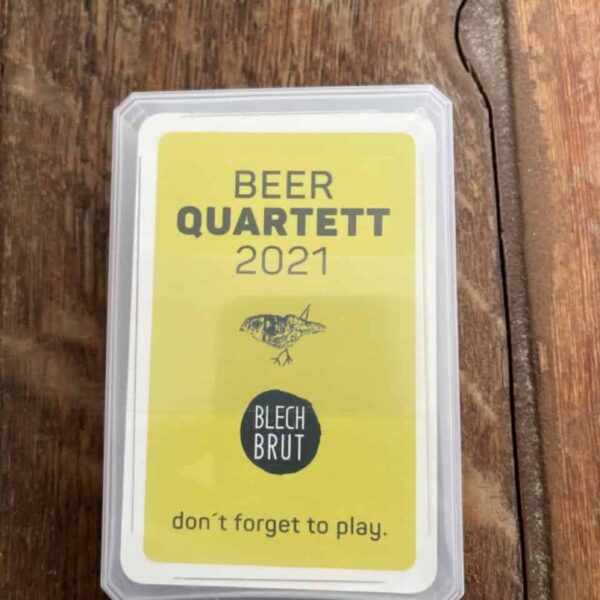 BEER
QUARTETT
2021
BLECH
BRUT
don´t forget to play.